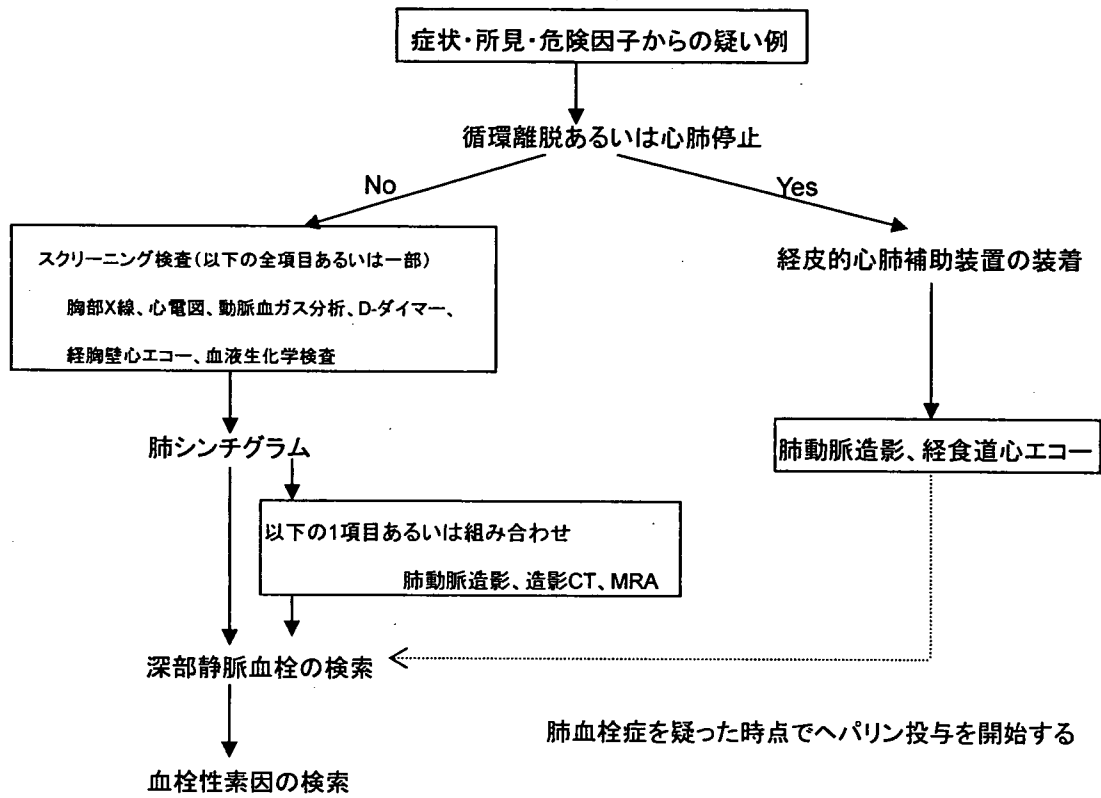 症状・所見・危険因子からの疑い例
循環離脱あるいは心肺停止
No
Yes
スクリーニング検査(以下の全項目あるいは一部)
胸部X線、心電図、動脈血ガス分析、D-ダイマー、
経胸壁心エコー、血液生化学検査
経皮的心肺補助装置の装着
肺シンチグラム
肺動脈造影、経食道心エコー
以下の1項目あるいは組み合わせ
肺動脈造影、造影CT、MRA
深部静脈血栓の検索
肺血栓症を疑った時点でヘパリン投与を開始する
血栓性素因の検索